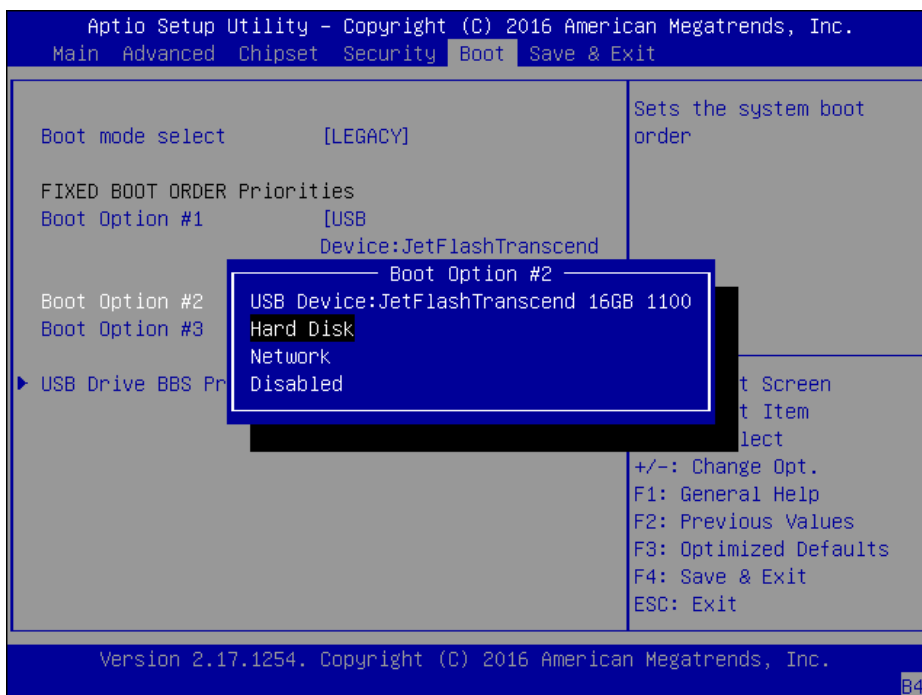 Aptio Setup Utility – Copyright (C) 2016 American Megatrends, Inc.
Main Advanced Chipset Security Boot Save & Exit
Boot mode select [LEGACY]
FIXED BOOT ORDER Priorities
Boot Option #1 [USB
Device:JetFlashTranscend
Boot Option #2
Boot Option #3
USB Drive BBS Pr
Boot Option #2
USB Device:JetFlashTranscend 16GB 1100
Hard Disk
Network
Disabled
Sets the system boot
order
t Screen
t Item
lect
+/-: Change Opt.
F1: General Help
F2: Previous Values
F3: Optimized Defaults
F4: Save & Exit
ESC: Exit
Version 2.17.1254. Copyright (C) 2016 American Megatrends, Inc.
B4